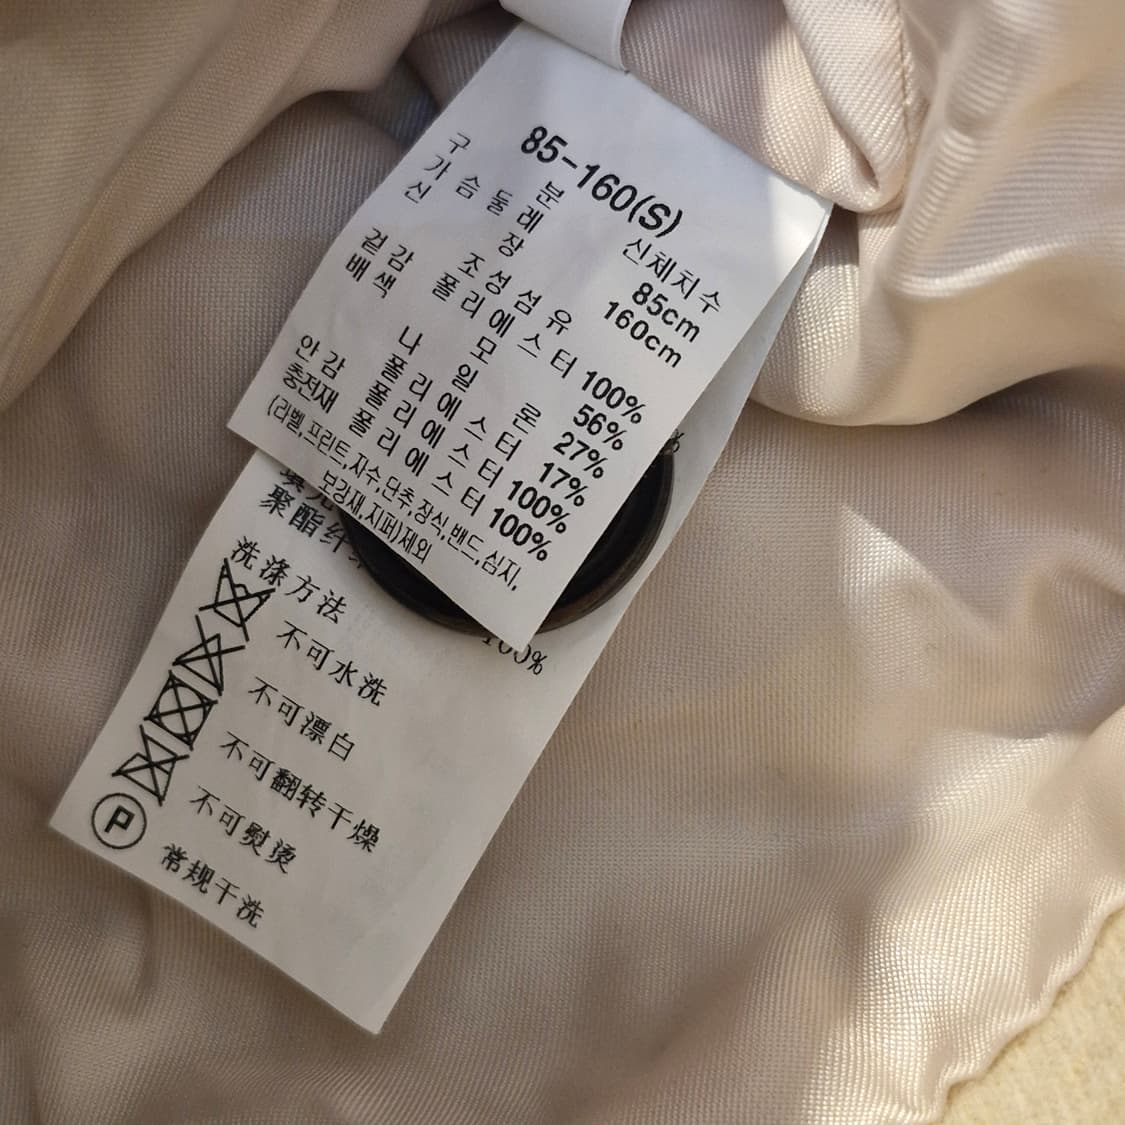 85-160(S)
구 분 신체치수
가 슴 둘 레 85cm
신 장 160cm
조 성 섬 유
겉 감 폴 리 에 스 터 100%
배 색 모 56%
나 일 론 27%
폴 리 에 스 터 17%
안 감 폴 리 에 스 터 100%
충전재 폴 리 에 스 터 100%
(라벨,프린트,자수,단추,장식,밴드,심지,
보강재,지퍼)제외
聚酯纤 100%
洗涤方法
不可水洗
不可漂白
不可翻转干燥
不可熨烫
P 常规干洗